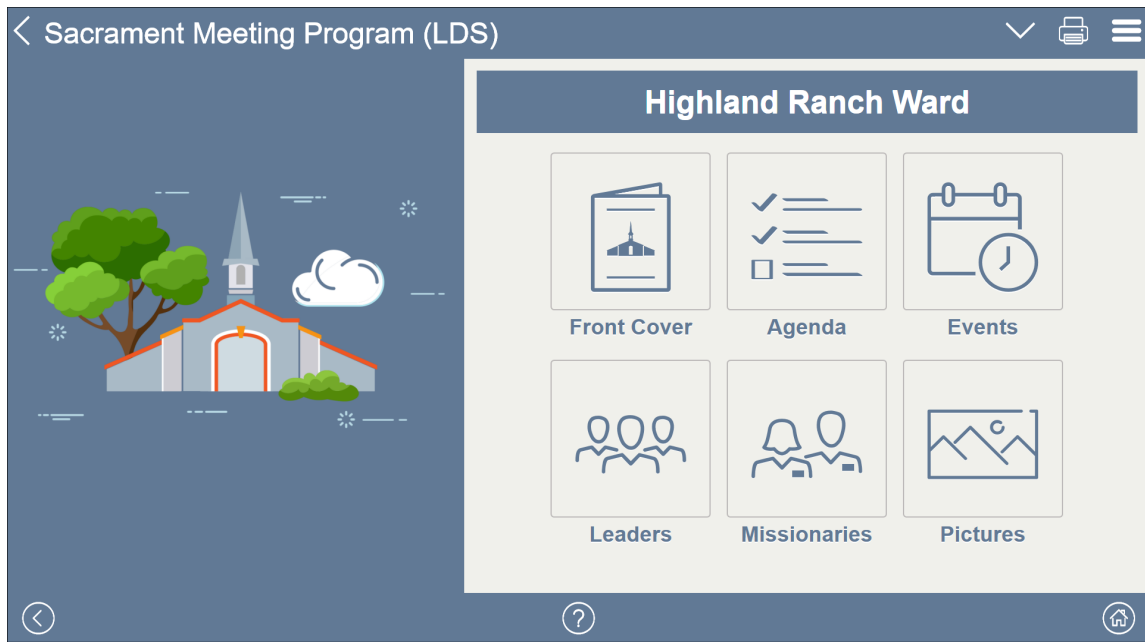 Sacrament Meeting Program (LDS)
Highland Ranch Ward
Front Cover
Agenda
Events
Leaders
Missionaries
Pictures
?